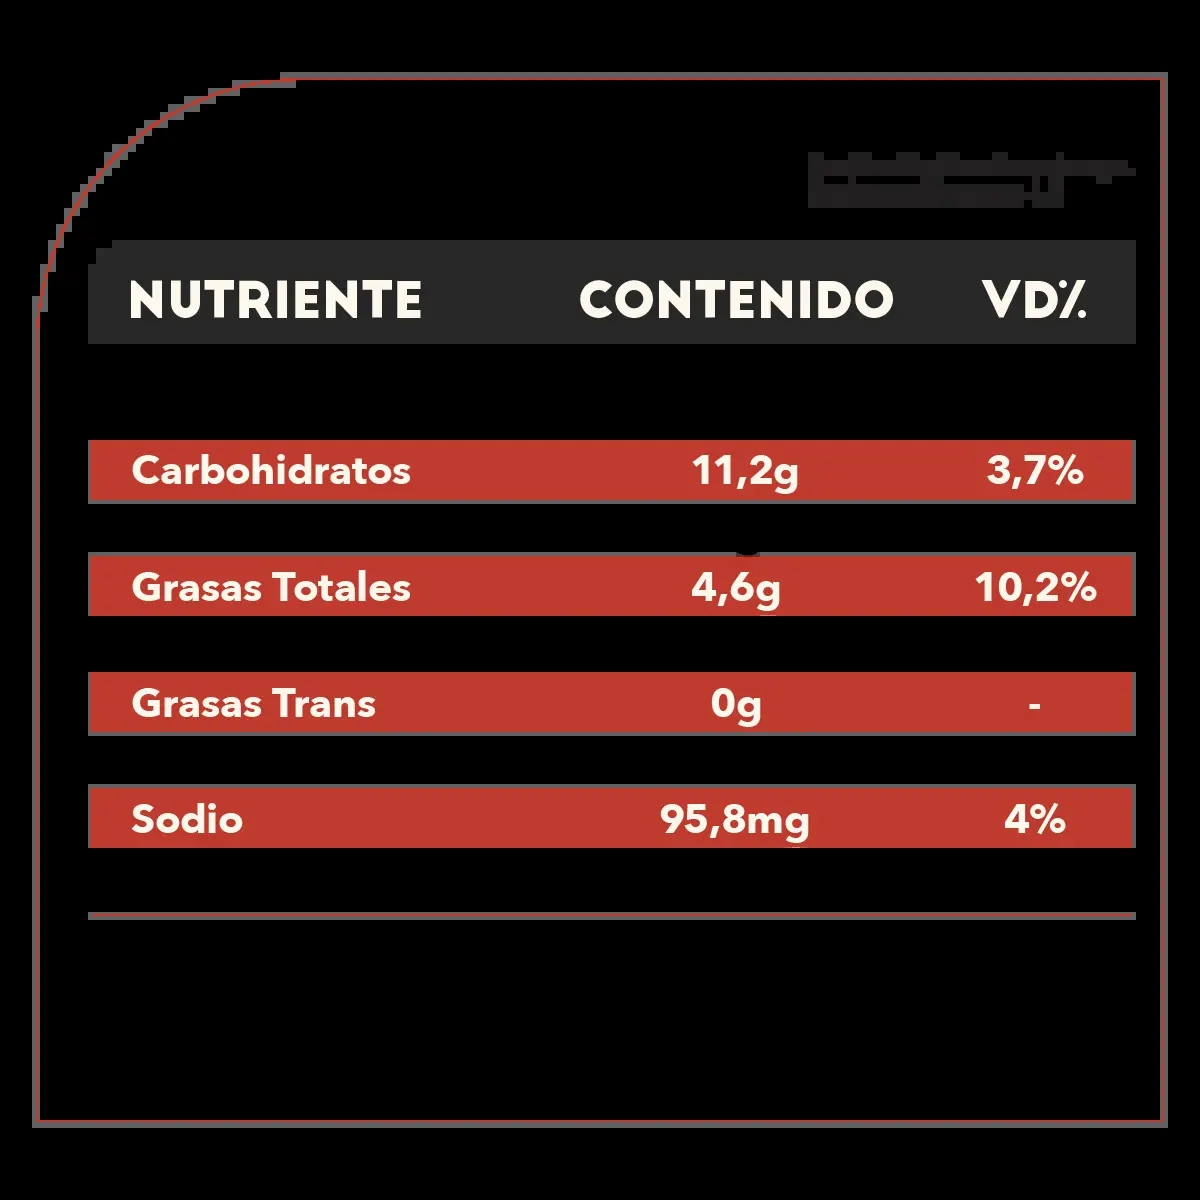 NUTRIENTE CONTENIDO VD%
Carbohidratos 11,2g 3,7%
Grasas Totales 4,6g 10,2%
Grasas Trans 0g -
Sodio 95,8mg 4%